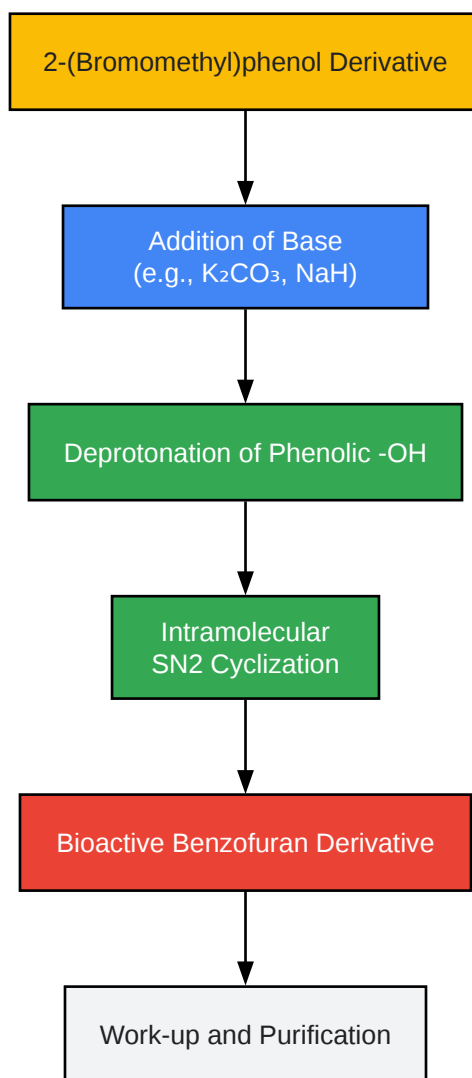 2-(Bromomethyl)phenol Derivative
Addition of Base
(e.g., K₂CO₃, NaH)
Deprotonation of Phenolic -OH
Intramolecular
SN2 Cyclization
Bioactive Benzofuran Derivative
Work-up and Purification